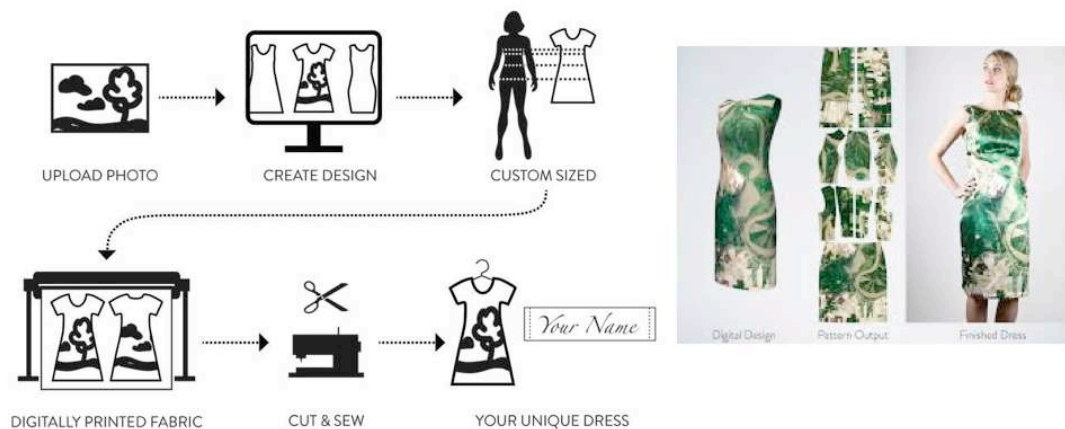 UPLOAD PHOTO
CREATE DESIGN
CUSTOM SIZED
DIGITALLY PRINTED FABRIC
CUT & SEW
Your Name
YOUR UNIQUE DRESS
Digital Design
Pattern Output
Finished Dress